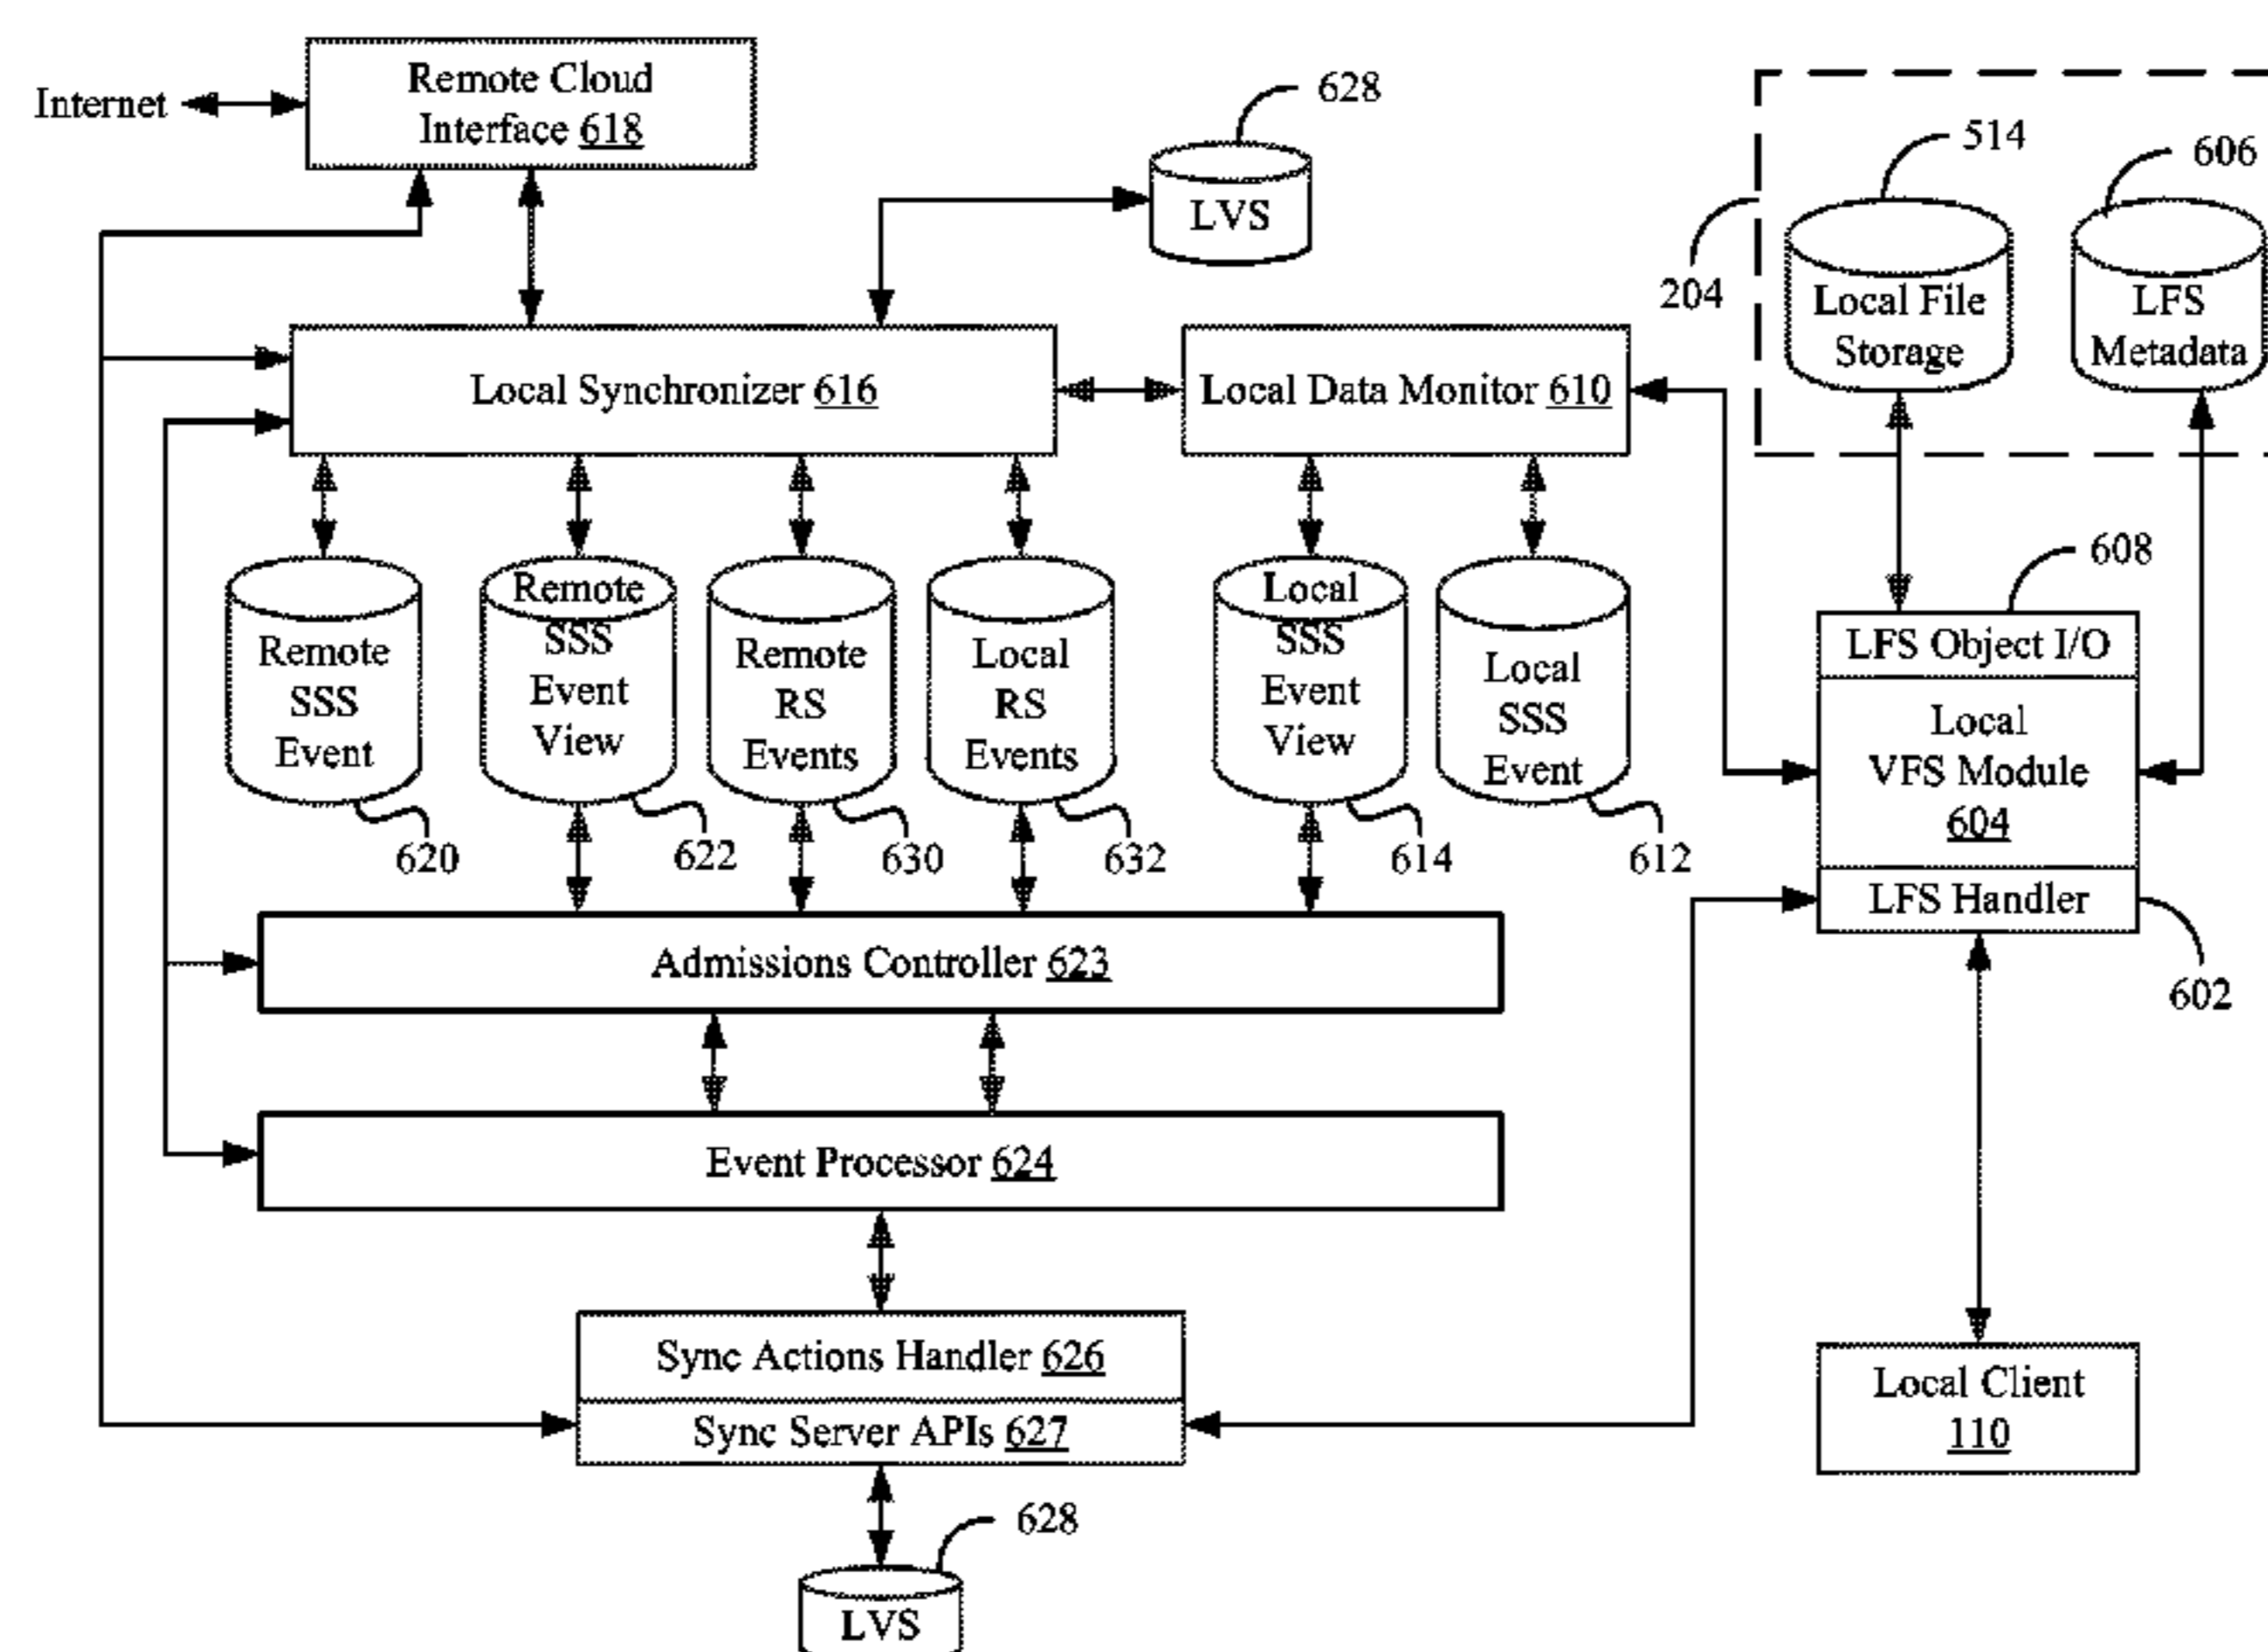 Internet
Remote Cloud
Interface 618
628
LVS
514
606
204
Local File
Storage
LFS
Metadata
Local Synchronizer 616
Local Data Monitor 610
608
Remote
SSS
Event
Remote
SSS
Event
View
Remote
RS
Events
Local
RS
Events
Local
SSS
Event
View
Local
SSS
Event
620
622
630
632
614
612
LFS Object I/O
Local
VFS Module
604
LFS Handler
602
Admissions Controller 623
Event Processor 624
Sync Actions Handler 626
Sync Server APIs 627
Local Client
110
628
LVS